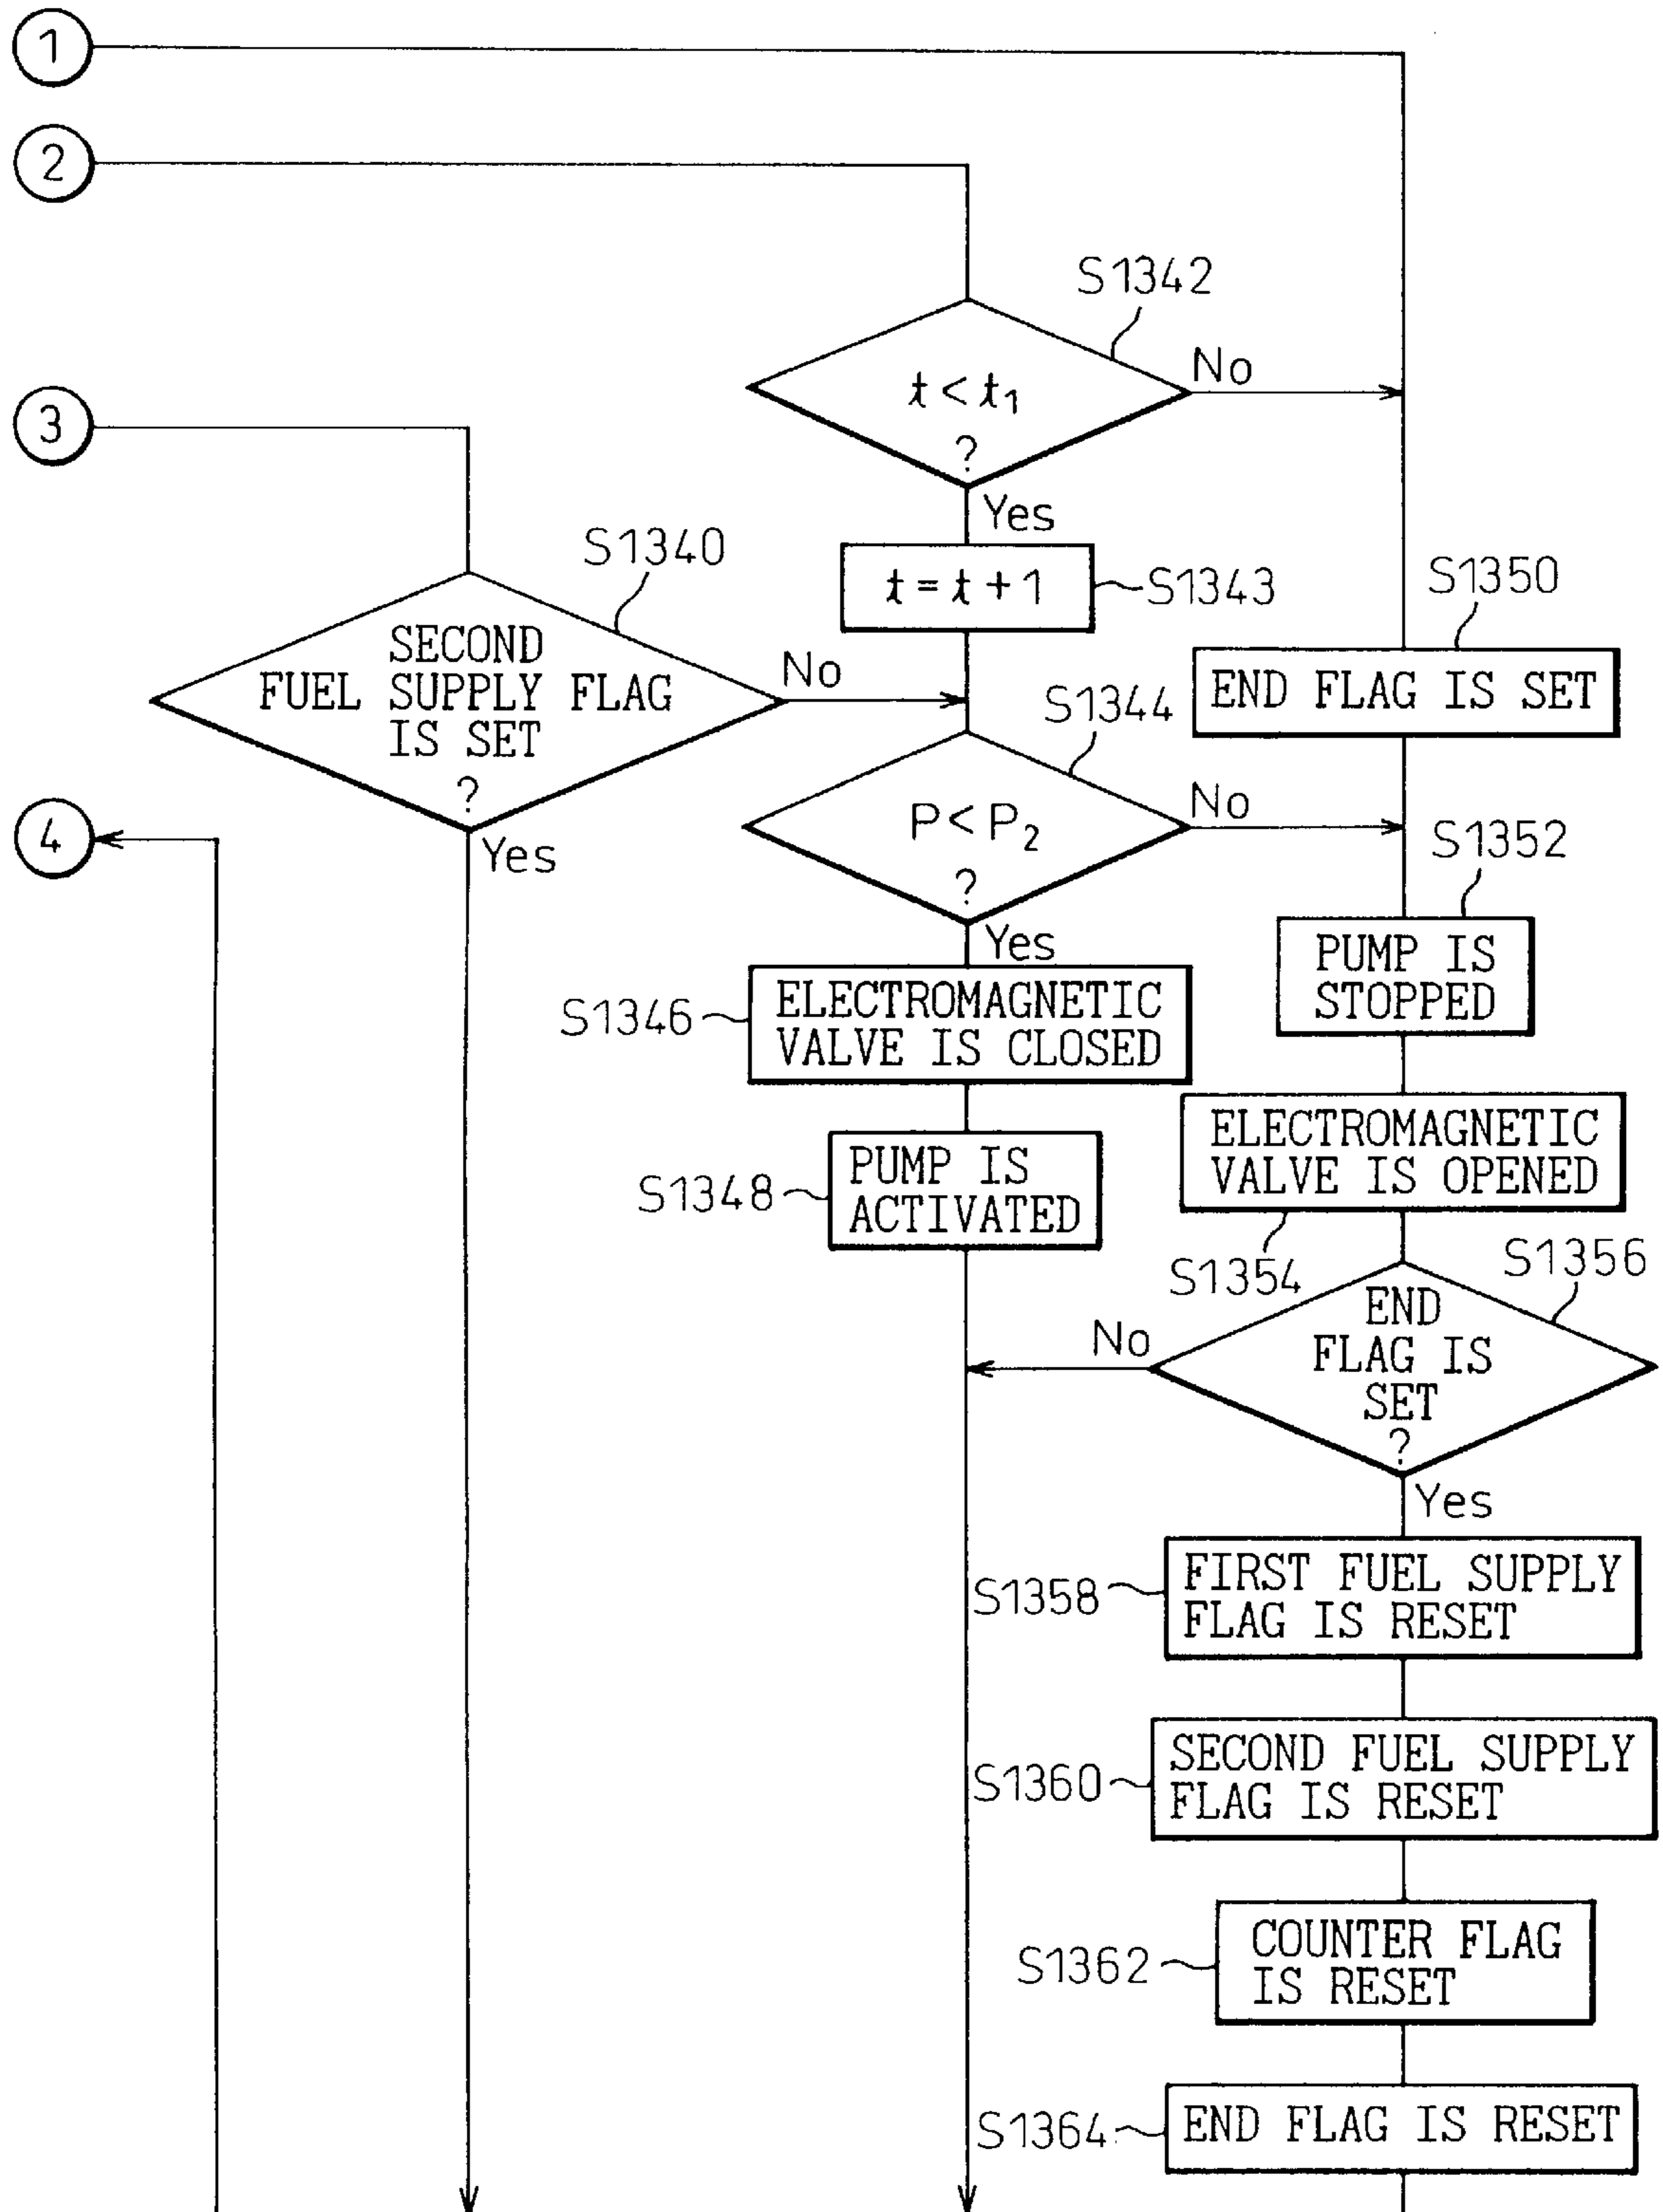 1
2
S1342
t < t1
?
No
Yes
3
S1340
t = t + 1
S1343
S1350
SECOND
FUEL SUPPLY FLAG
IS SET
?
No
Yes
END FLAG IS SET
S1344
P < P2
?
No
Yes
4
S1352
PUMP IS
STOPPED
S1346
ELECTROMAGNETIC
VALVE IS CLOSED
S1348
PUMP IS
ACTIVATED
ELECTROMAGNETIC
VALVE IS OPENED
S1354
S1356
END
FLAG IS
SET
?
No
Yes
S1358
FIRST FUEL SUPPLY
FLAG IS RESET
S1360
SECOND FUEL SUPPLY
FLAG IS RESET
S1362
COUNTER FLAG
IS RESET
S1364
END FLAG IS RESET